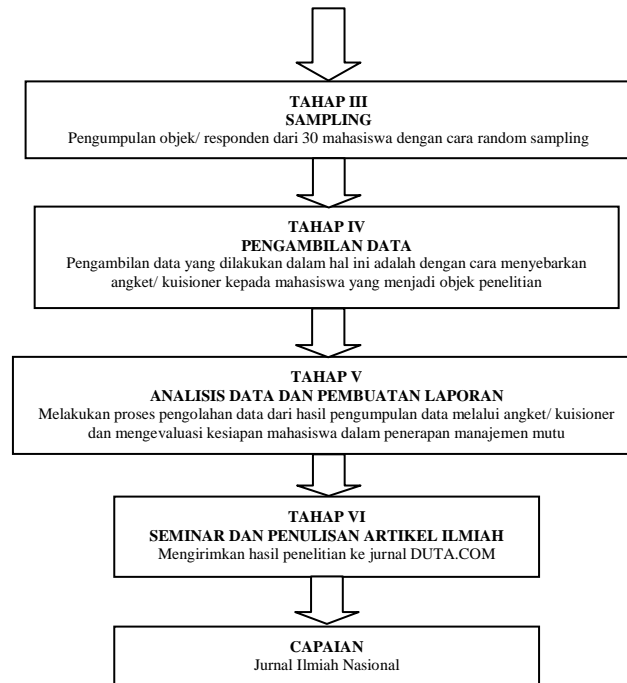 TAHAP III
SAMPLING
Pengumpulan objek/ responden dari 30 mahasiswa dengan cara random sampling
TAHAP IV
PENGAMBILAN DATA
Pengambilan data yang dilakukan dalam hal ini adalah dengan cara menyebarkan
angket/ kuisioner kepada mahasiswa yang menjadi objek penelitian
TAHAP V
ANALISIS DATA DAN PEMBUATAN LAPORAN
Melakukan proses pengolahan data dari hasil pengumpulan data melalui angket/ kuisioner
dan mengevaluasi kesiapan mahasiswa dalam penerapan manajemen mutu
TAHAP VI
SEMINAR DAN PENULISAN ARTIKEL ILMIAH
Mengirimkan hasil penelitian ke jurnal DUTA.COM
CAPAIAN
Jurnal Ilmiah Nasional